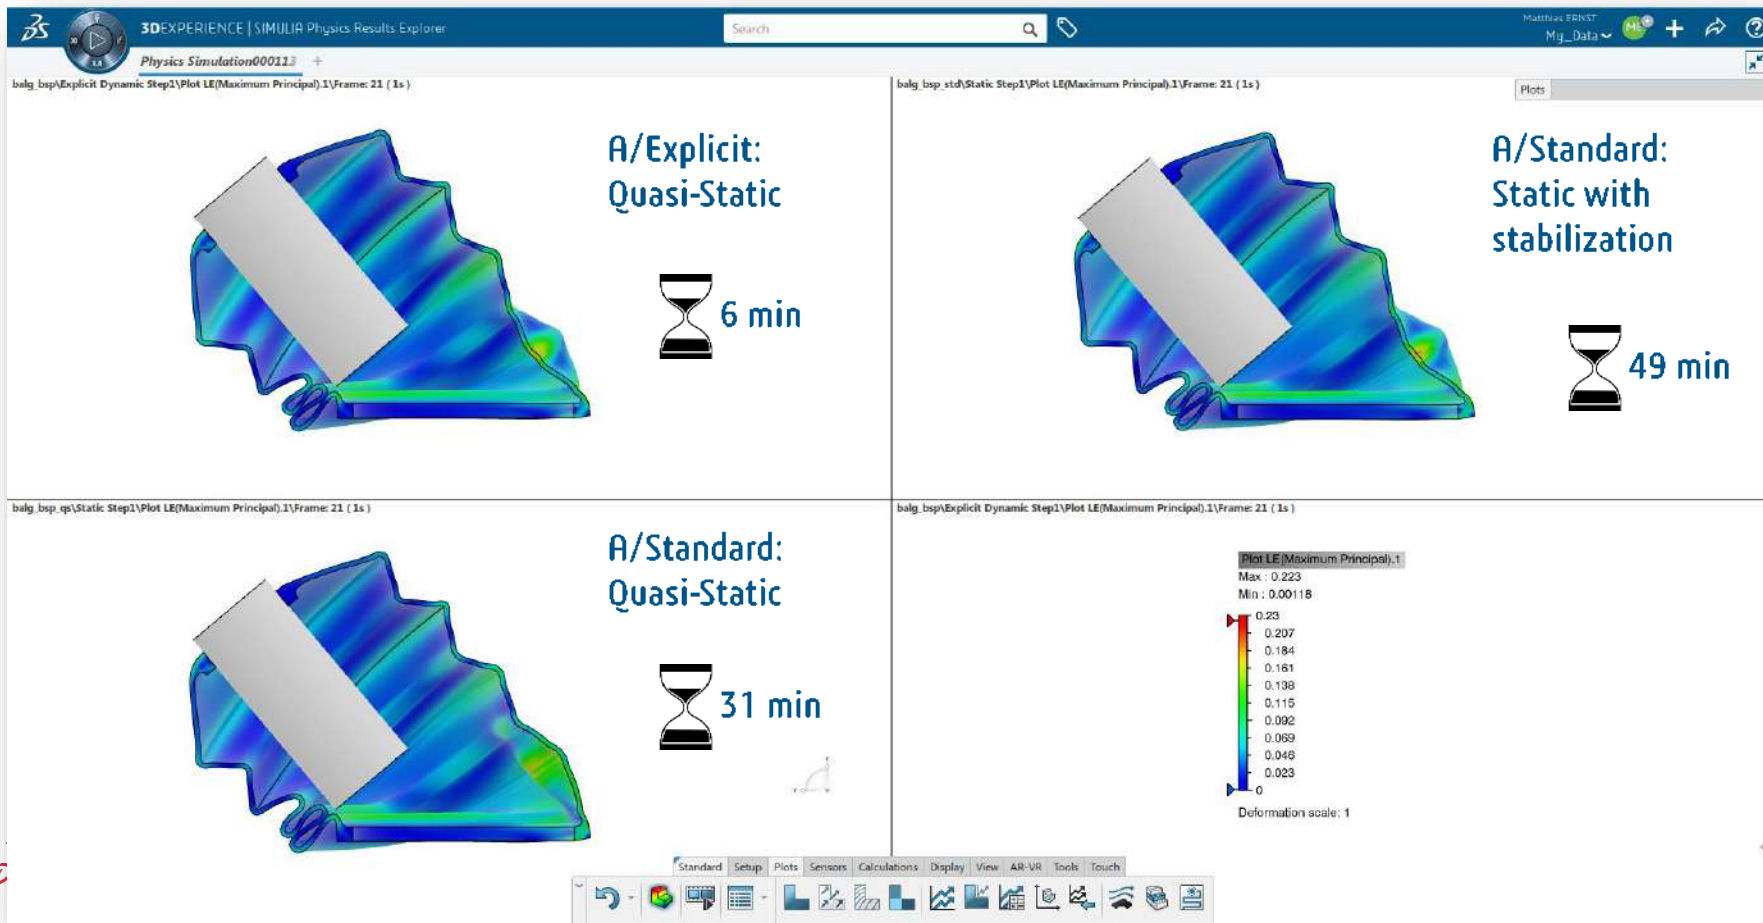 3DEXPERIENCE | SIMULIA Physics Results Explorer
Search
Matthias ERNST
My_Data
Physics Simulation000113
balg_bsp\Explicit Dynamic Step1\Plot LE(Maximum Principal).1\Frame: 21 ( 1s )
A/Explicit:
Quasi-Static
6 min
balg_bsp_std\Static Step1\Plot LE(Maximum Principal).1\Frame: 21 ( 1s )
Plots
A/Standard:
Static with
stabilization
49 min
balg_bsp_qs\Static Step1\Plot LE(Maximum Principal).1\Frame: 21 ( 1s )
A/Standard:
Quasi-Static
31 min
balg_bsp\Explicit Dynamic Step1\Plot LE(Maximum Principal).1\Frame: 21 ( 1s )
Plot LE(Maximum Principal).1
Max : 0.223
Min : 0.00118
0.23
0.207
0.184
0.161
0.138
0.115
0.092
0.069
0.046
0.023
0
Deformation scale: 1
Standard Setup Plots Sensors Calculations Display View AR-VR Tools Touch